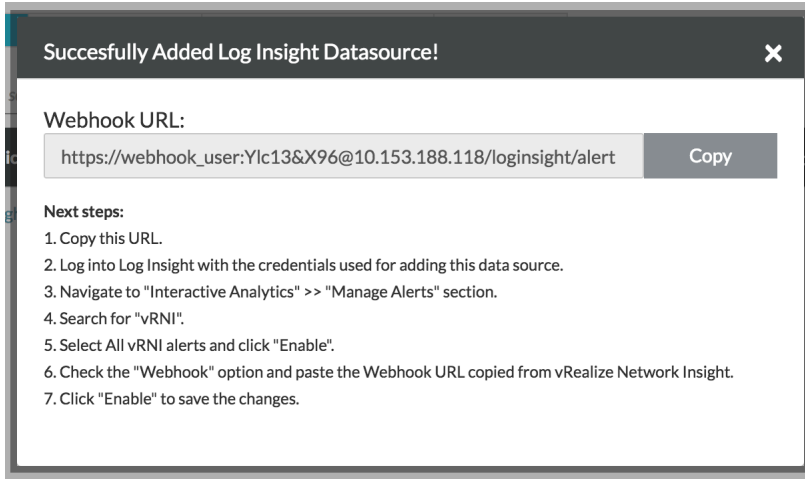 Succesfully Added Log Insight Datasource!
Webhook URL:
https://webhook_user:Ylc13&X96@10.153.188.118/loginsight/alert
Copy
Next steps:
1. Copy this URL.
2. Log into Log Insight with the credentials used for adding this data source.
3. Navigate to "Interactive Analytics" >> "Manage Alerts" section.
4. Search for "vRNI".
5. Select All vRNI alerts and click "Enable".
6. Check the "Webhook" option and paste the Webhook URL copied from vRealize Network Insight.
7. Click "Enable" to save the changes.